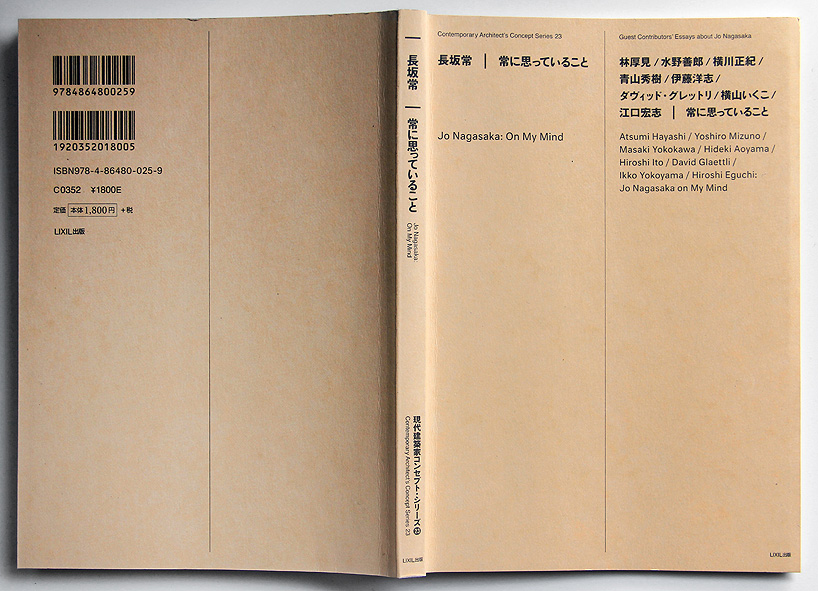 9784864800259
1920352018005
ISBN978-4-86480-025-9
C0352 ¥1800E
定価 本体1,800円 +税
LIXIL出版
長坂常 | 常に思っていること
Jo Nagasaka:
On My Mind
現代建築家コンセプト・シリーズ㉓
Contemporary Architect's Concept Series 23
LIXIL出版
Contemporary Architect's Concept Series 23
長坂常 | 常に思っていること
Jo Nagasaka: On My Mind
Guest Contributors' Essays about Jo Nagasaka
林厚見/水野善郎/横川正紀/
青山秀樹/伊藤洋志/
ダヴィッド・グレットリ/横山いくこ/
江口宏志 | 常に思っていること
Atsumi Hayashi / Yoshiro Mizuno /
Masaki Yokokawa / Hideki Aoyama /
Hiroshi Ito / David Glaettli /
Ikko Yokoyama / Hiroshi Eguchi:
Jo Nagasaka on My Mind
LIXIL出版